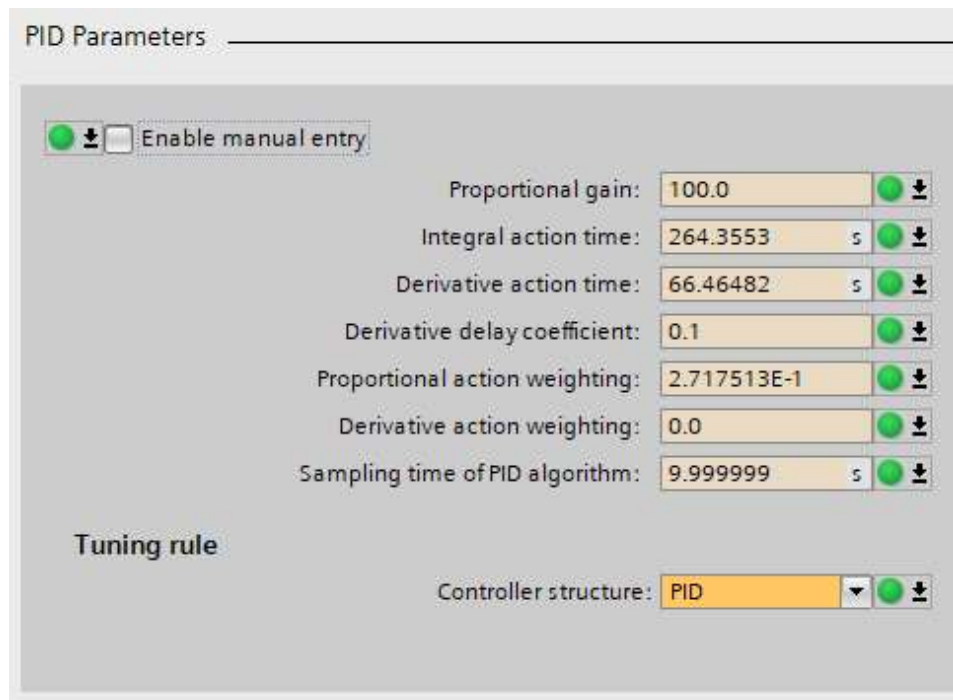 PID Parameters
Enable manual entry
Proportional gain: 100.0
Integral action time: 264.3553 s
Derivative action time: 66.46482 s
Derivative delay coefficient: 0.1
Proportional action weighting: 2.717513E-1
Derivative action weighting: 0.0
Sampling time of PID algorithm: 9.999999 s
Tuning rule
Controller structure: PID